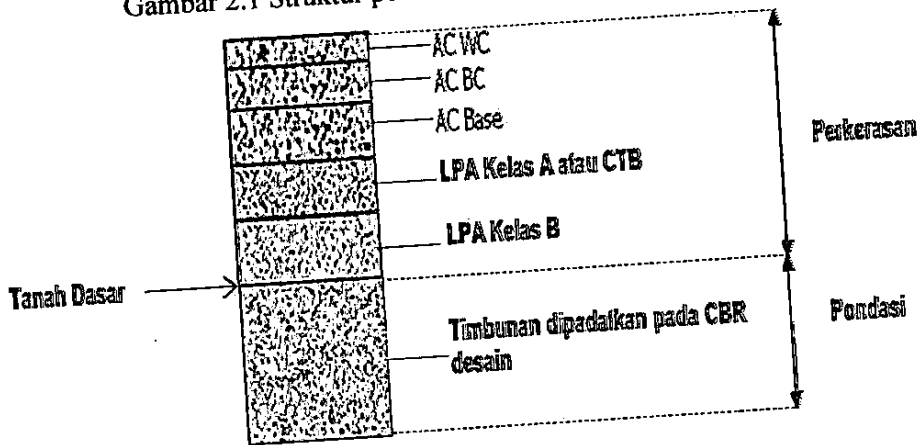 Gambar 2.1 Struktur
AC WC
AC BC
AC Base
Perkerasan
LPA Kelas A atau CTB
LPA Kelas B
Tanah Dasar
Timbunan dipadatkan pada CBR
desain
Pondasi